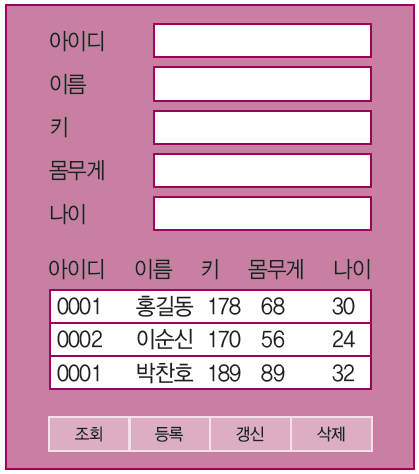 아이디
이름
키
몸무게
나이
아이디 이름 키 몸무게 나이
0001 홍길동 178 68 30
0002 이순신 170 56 24
0001 박찬호 189 89 32
조회 등록 갱신 삭제